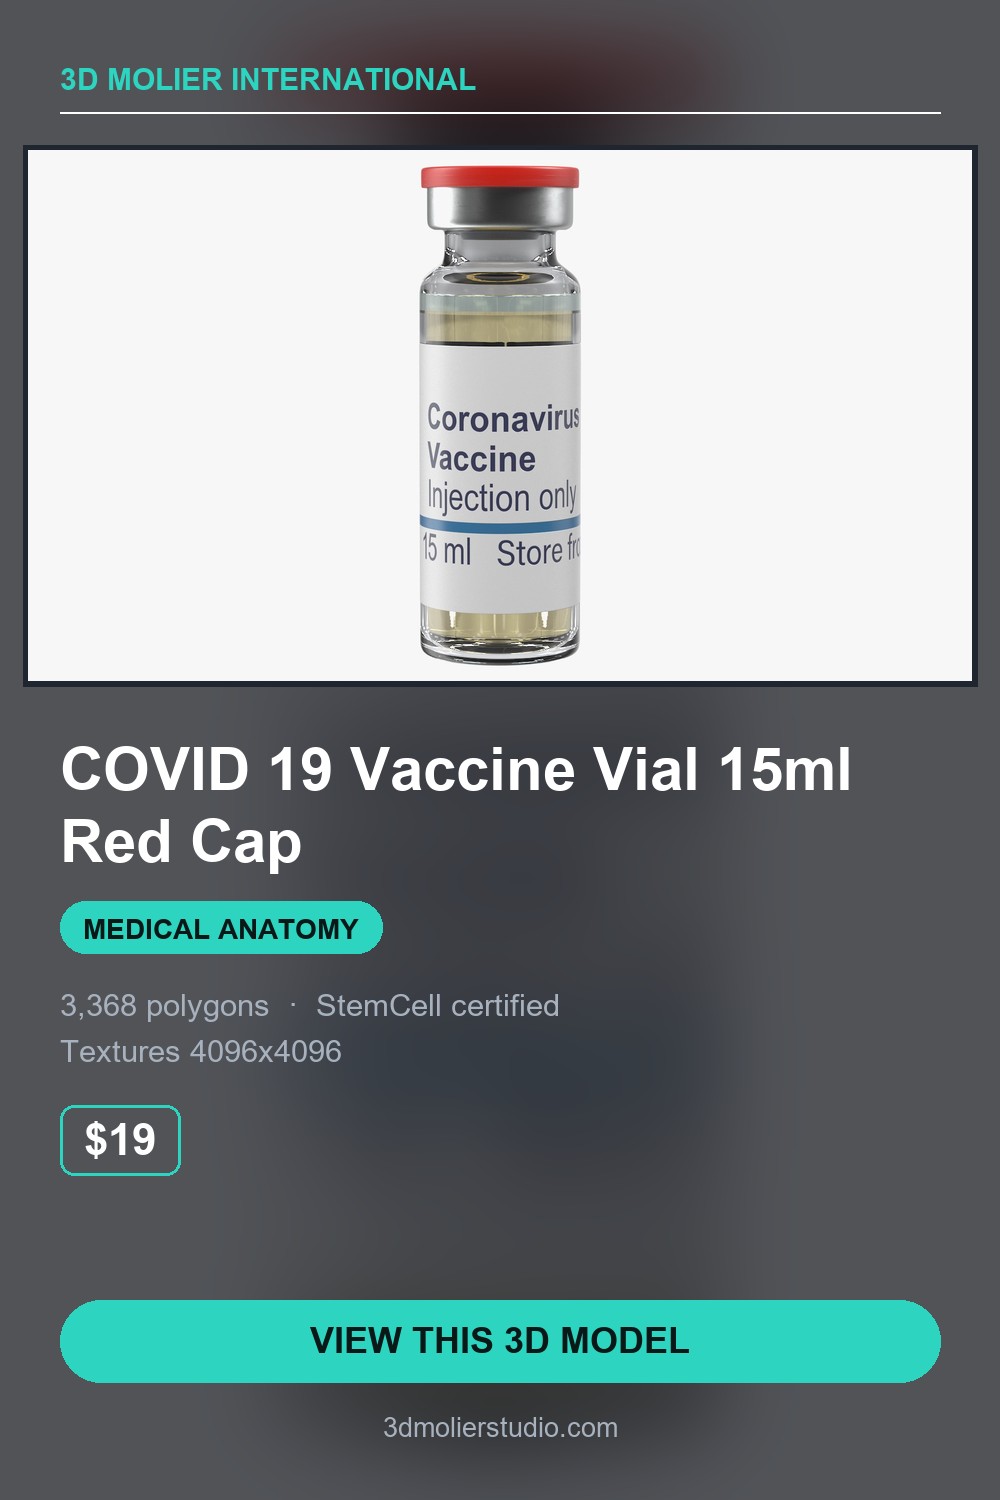 3D MOLIER INTERNATIONAL
Coronavirus
Vaccine
Injection only
15 ml Store
COVID 19 Vaccine Vial 15ml
Red Cap
MEDICAL ANATOMY
3,368 polygons · StemCell certified
Textures 4096x4096
$19
VIEW THIS 3D MODEL
3dmolierstudio.com